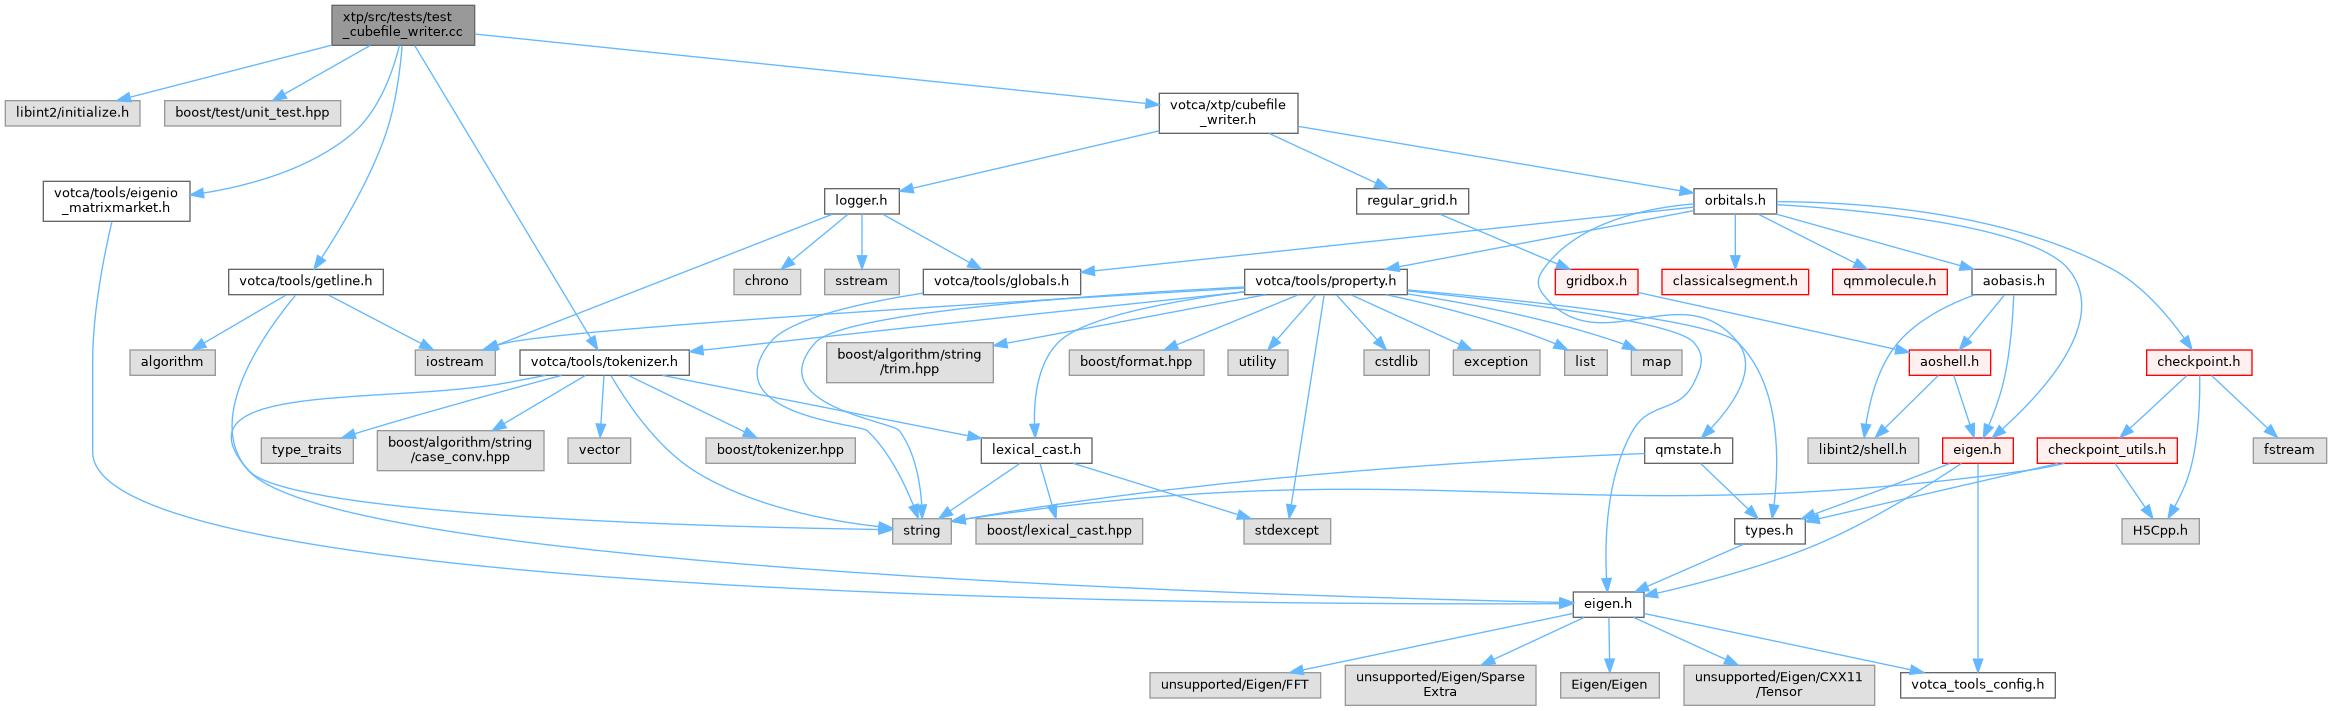 xtp/src/tests/test
_cubefile_writer.cc
libint2/initialize.h
boost/test/unit_test.hpp
votca/xtp/cubefile
_writer.h
votca/tools/eigenio
_matrixmarket.h
logger.h
regular_grid.h
orbitals.h
votca/tools/getline.h
chrono
sstream
votca/tools/globals.h
votca/tools/property.h
gridbox.h
classicalsegment.h
qmmolecule.h
aobasis.h
algorithm
iostream
votca/tools/tokenizer.h
boost/algorithm/string
/trim.hpp
boost/format.hpp
utility
cstdlib
exception
list
map
aoshell.h
checkpoint.h
type_traits
boost/algorithm/string
/case_conv.hpp
vector
boost/tokenizer.hpp
lexical_cast.h
qmstate.h
libint2/shell.h
eigen.h
checkpoint_utils.h
fstream
string
boost/lexical_cast.hpp
stdexcept
types.h
H5Cpp.h
eigen.h
unsupported/Eigen/FFT
unsupported/Eigen/Sparse
Extra
Eigen/Eigen
unsupported/Eigen/CXX11
/Tensor
votca_tools_config.h